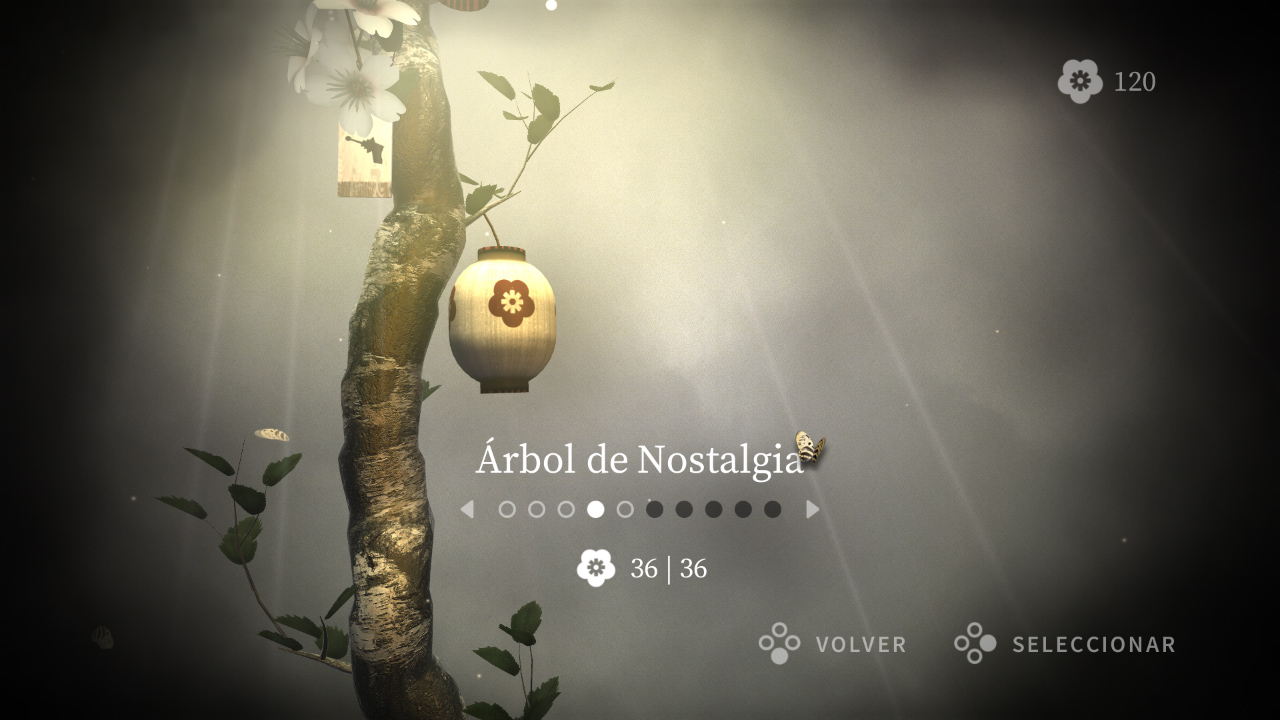 120
Árbol de Nostalgia
36 | 36
VOLVER
SELECCIONAR